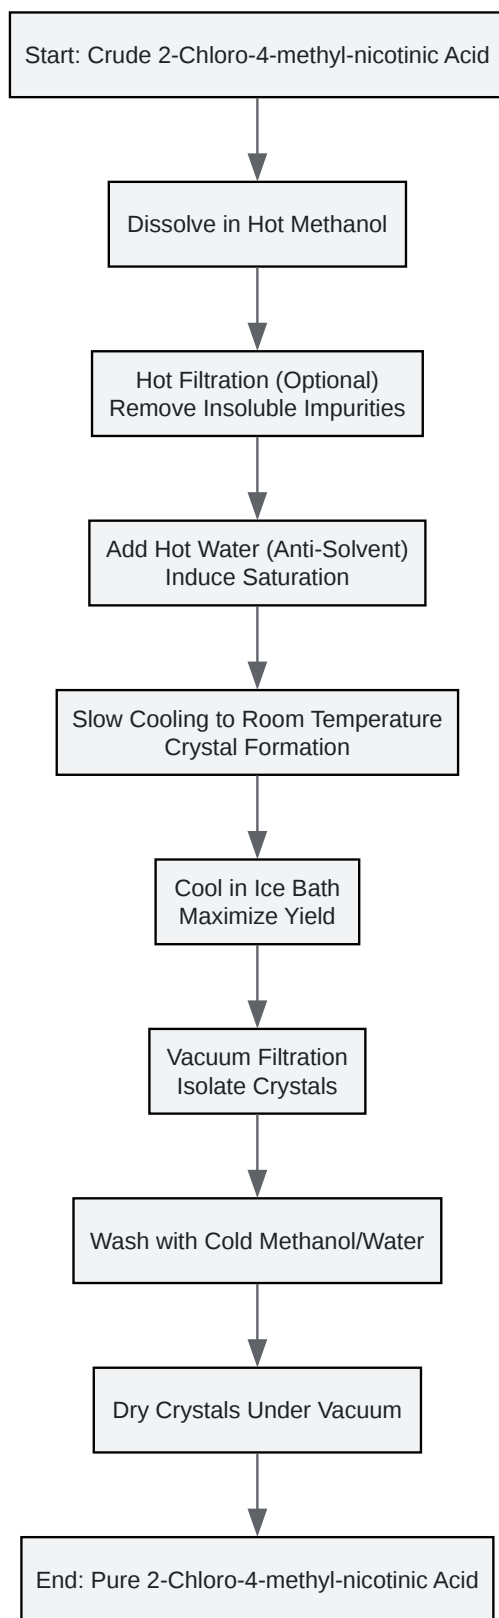 Start: Crude 2-Chloro-4-methyl-nicotinic Acid
Dissolve in Hot Methanol
Hot Filtration (Optional)
Remove Insoluble Impurities
Add Hot Water (Anti-Solvent)
Induce Saturation
Slow Cooling to Room Temperature
Crystal Formation
Cool in Ice Bath
Maximize Yield
Vacuum Filtration
Isolate Crystals
Wash with Cold Methanol/Water
Dry Crystals Under Vacuum
End: Pure 2-Chloro-4-methyl-nicotinic Acid